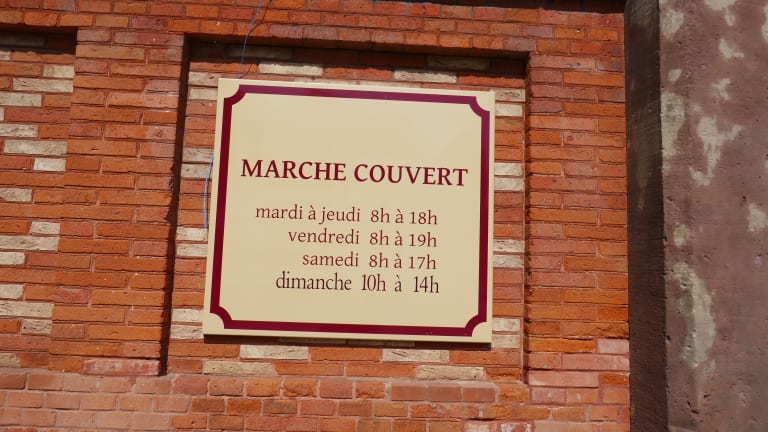 MARCHE COUVERT
mardi à jeudi 8h à 18h
vendredi 8h à 19h
samedi 8h à 17h
dimanche 10h à 14h